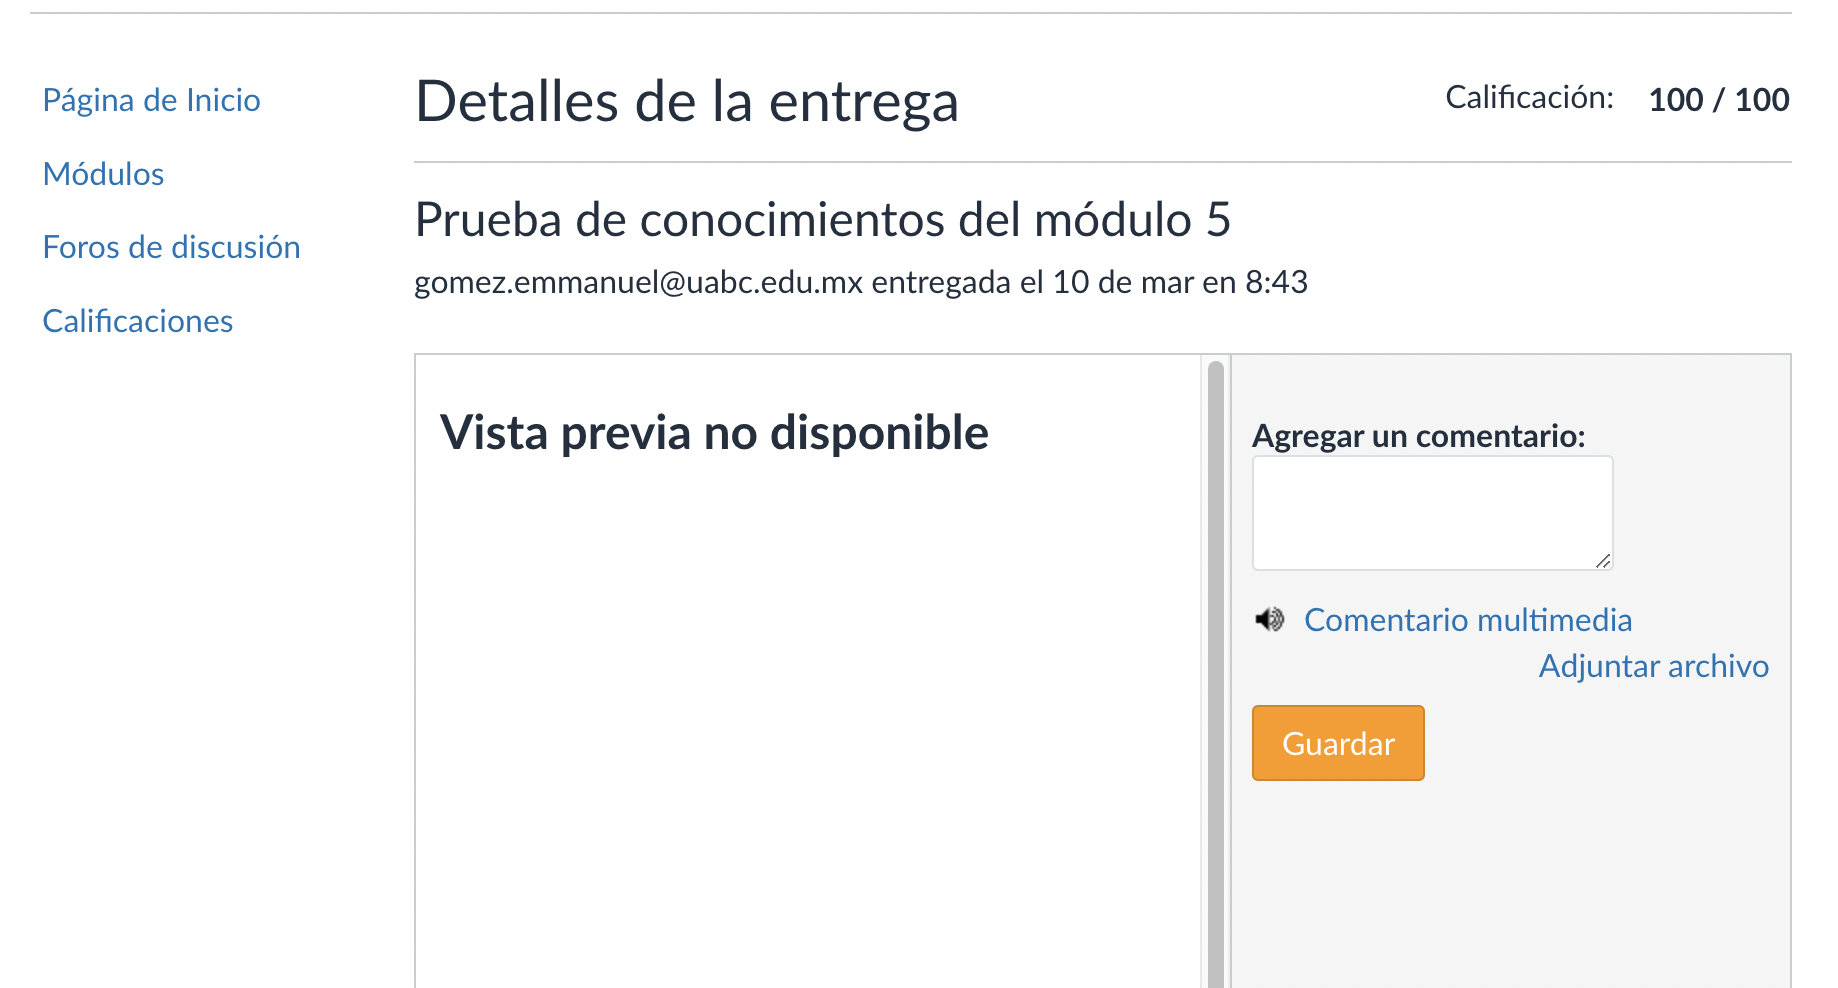 Página de Inicio
Módulos
Foros de discusión
Calificaciones
Detalles de la entrega
Calificación: 100 / 100
Prueba de conocimientos del módulo 5
gomez.emmanuel@uabc.edu.mx entregada el 10 de mar en 8:43
Vista previa no disponible
Agregar un comentario:
Comentario multimedia
Adjuntar archivo
Guardar